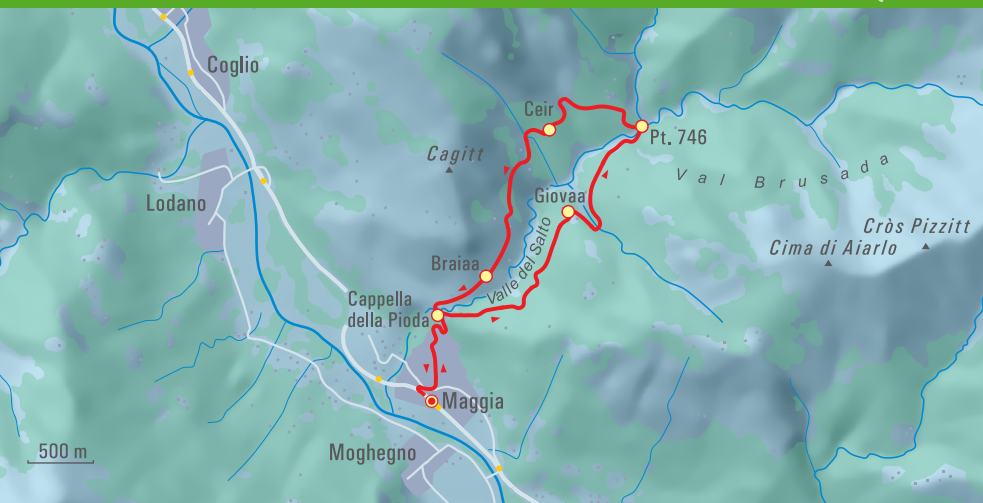 Coglio
Ceir
Pt. 746
Cagitt
Val Brusada
Lodano
Giovaa
Cròs Pizzitt
Cima di Aiarlo
Valle del Salto
Braiaa
Cappella
della Pioda
Maggia
Moghegno
500 m